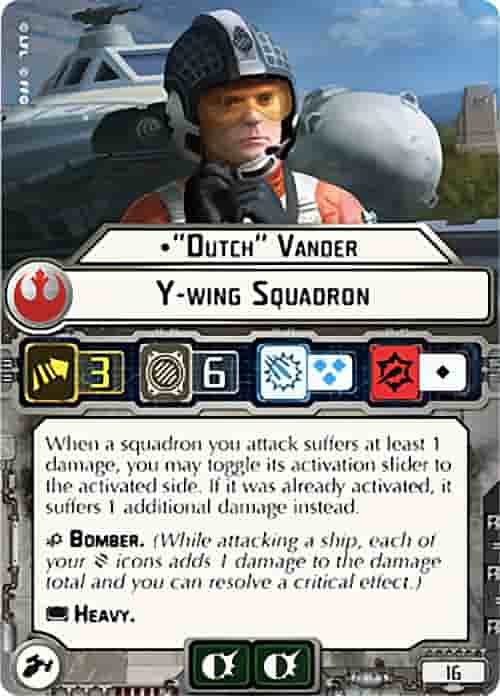 © LFL © FFG
•"Dutch" Vander
Y-wing Squadron
3 6
When a squadron you attack suffers at least 1
damage, you may toggle its activation slider to
the activated side. If it was already activated, it
suffers 1 additional damage instead.
Bomber. (While attacking a ship, each of
your icons adds 1 damage to the damage
total and you can resolve a critical effect.)
Heavy.
16